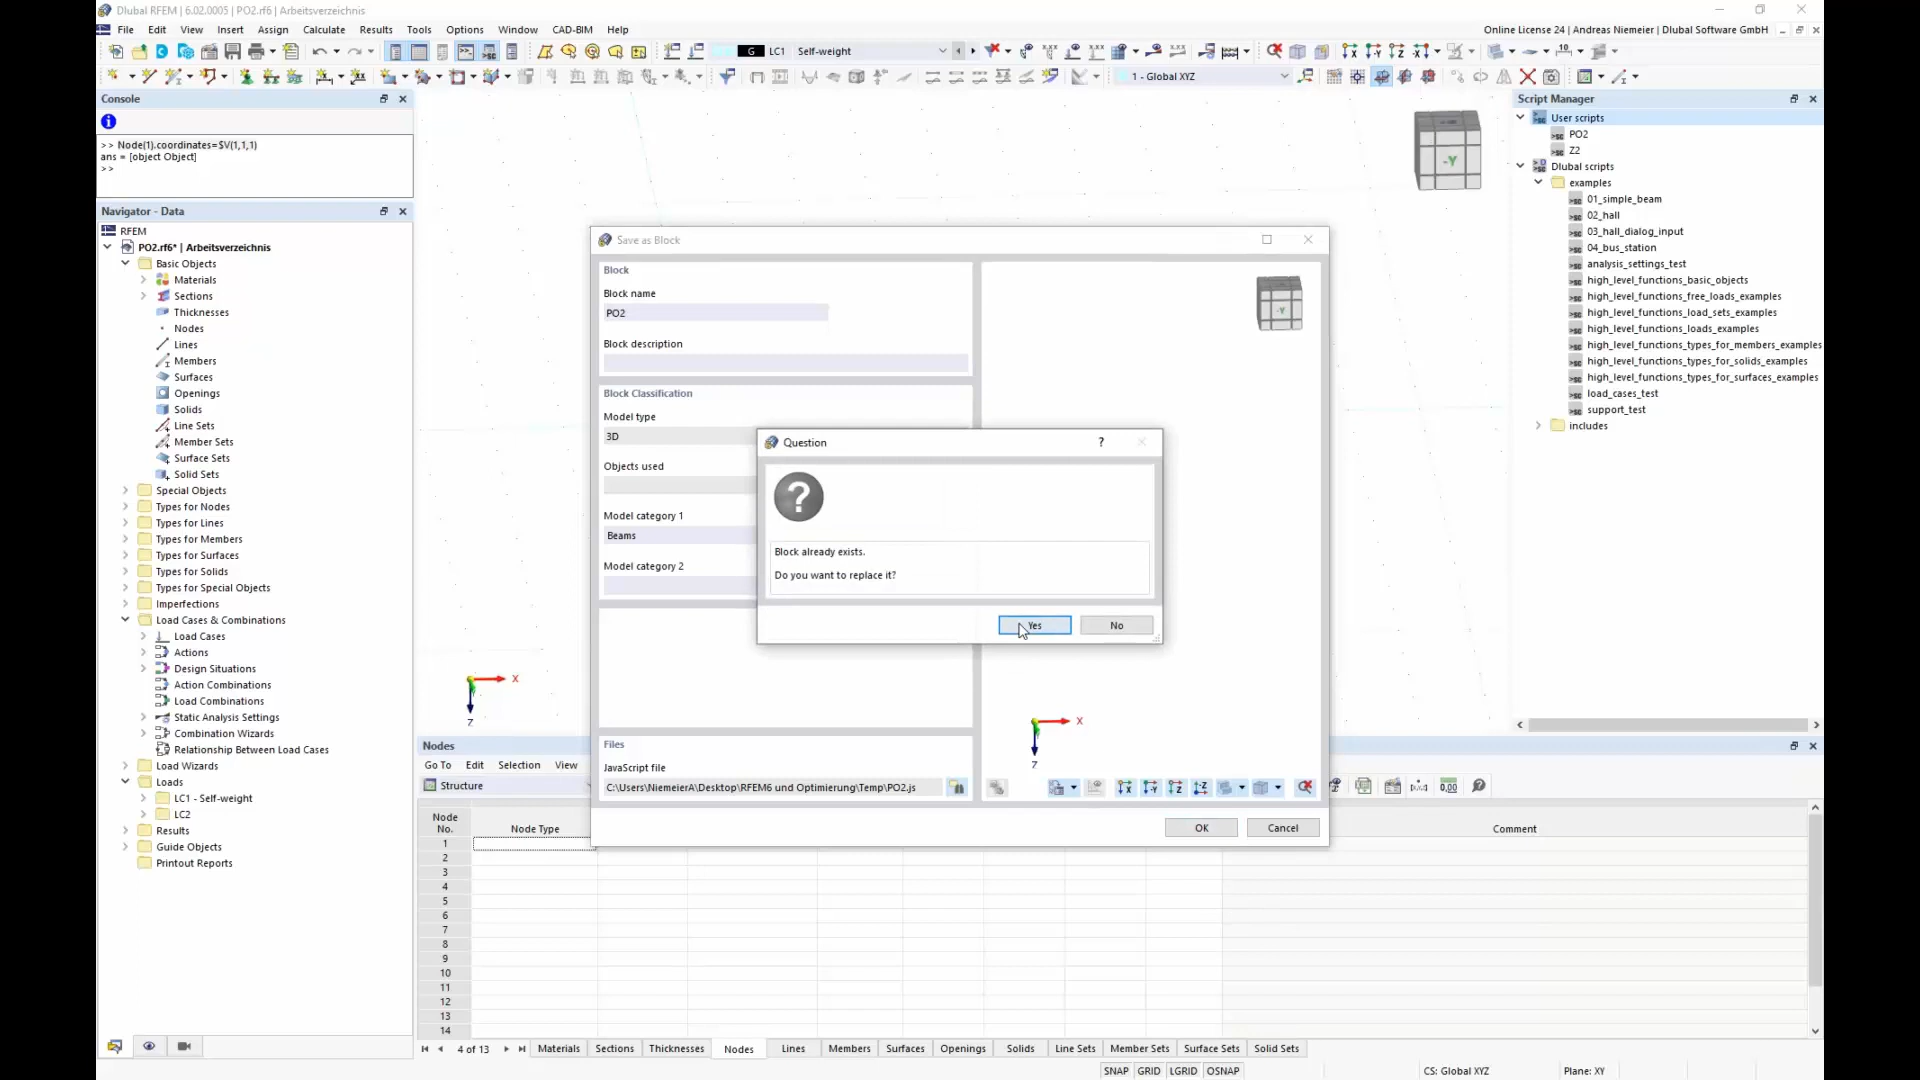 Dlubal RFEM | 6.02.0005 | PO2.rf6 | Arbeitsverzeichnis
File Edit View Insert Assign Calculate Results Tools Options Window CAD-BIM Help
Online License 24 | Andreas Niemeier | Dlubal Software GmbH
G LC1 Self-weight
1 - Global XYZ
Console
>> Node(1).coordinates=$V(1,1,1)
ans = [object Object]
>>
Navigator - Data
RFEM
PO2.rf6* | Arbeitsverzeichnis
Basic Objects
Materials
Sections
Thicknesses
Nodes
Lines
Members
Surfaces
Openings
Solids
Line Sets
Member Sets
Surface Sets
Solid Sets
Special Objects
Types for Nodes
Types for Lines
Types for Members
Types for Surfaces
Types for Solids
Types for Special Objects
Imperfections
Load Cases & Combinations
Load Cases
Actions
Design Situations
Action Combinations
Load Combinations
Static Analysis Settings
Combination Wizards
Relationship Between Load Cases
Load Wizards
Loads
LC1 - Self-weight
LC2
Results
Guide Objects
Printout Reports
-Y
X
Z
Save as Block
Block
Block name
PO2
Block description
Block Classification
Model type
3D
Objects used
Model category 1
Beams
Model category 2
Files
JavaScript file
C:\Users\NiemeierA\Desktop\RFEM6 und Optimierung\Temp\PO2.js
-Y
X
Z
OK Cancel
Question
?
Block already exists.
Do you want to replace it?
Yes No
Script Manager
User scripts
PO2
Z2
Dlubal scripts
examples
01_simple_beam
02_hall
03_hall_dialog_input
04_bus_station
analysis_settings_test
high_level_functions_basic_objects
high_level_functions_free_loads_examples
high_level_functions_load_sets_examples
high_level_functions_loads_examples
high_level_functions_types_for_members_examples
high_level_functions_types_for_solids_examples
high_level_functions_types_for_surfaces_examples
load_cases_test
support_test
includes
Nodes
Go To Edit Selection View
Structure
Node
No.
Node Type
Comment
1
2
3
4
5
6
7
8
9
10
11
12
13
14
4 of 13 Materials Sections Thicknesses Nodes Lines Members Surfaces Openings Solids Line Sets Member Sets Surface Sets Solid Sets
SNAP GRID LGRID OSNAP CS: Global XYZ Plane: XY